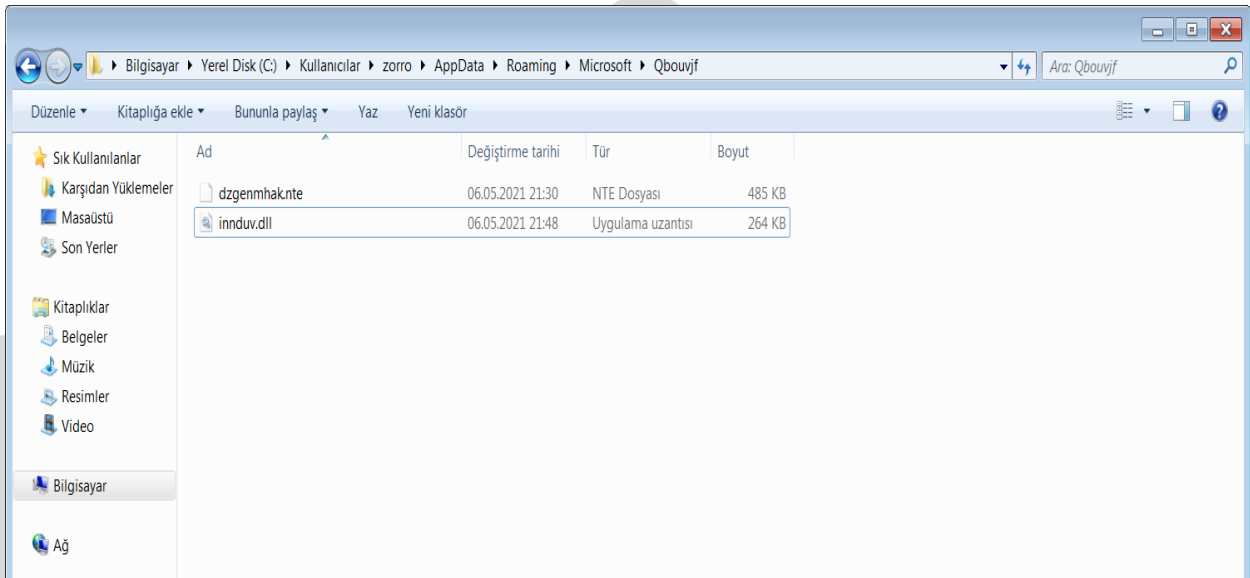 Bilgisayar Yerel Disk (C:) Kullanıcılar zorro AppData Roaming Microsoft Qbouvjf Ara: Qbouvjf
Düzenle Kitaplığa ekle Bununla paylaş Yaz Yeni klasör
Sık Kullanılanlar
Karşıdan Yüklemeler
Masaüstü
Son Yerler
Kitaplıklar
Belgeler
Müzik
Resimler
Video
Bilgisayar
Ağ
Ad Değiştirme tarihi Tür Boyut
dzgenmhak.nte 06.05.2021 21:30 NTE Dosyası 485 KB
innduv.dll 06.05.2021 21:48 Uygulama uzantısı 264 KB